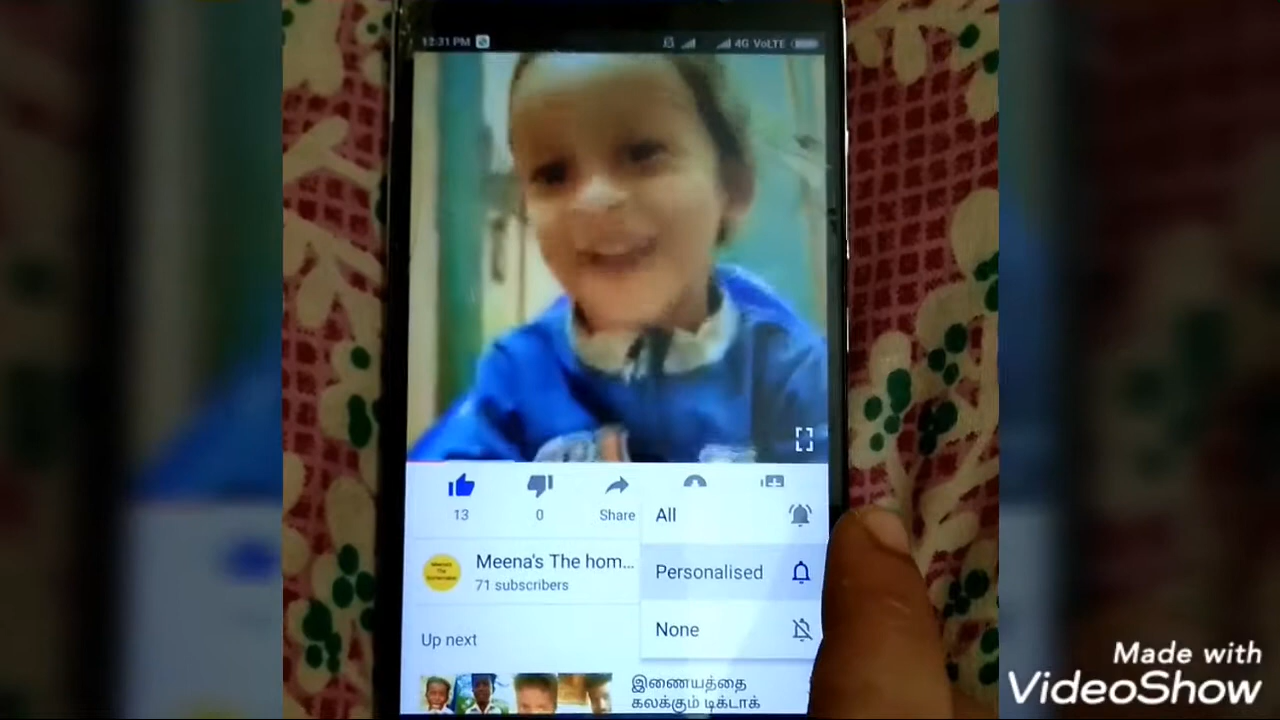 12:31 PM
4G VoLTE
13
0
Share
All
Meena's The hom...
71 subscribers
Personalised
None
Up next
இணையத்தை
கலக்கும் டிக்டாக்
Made with
VideoShow